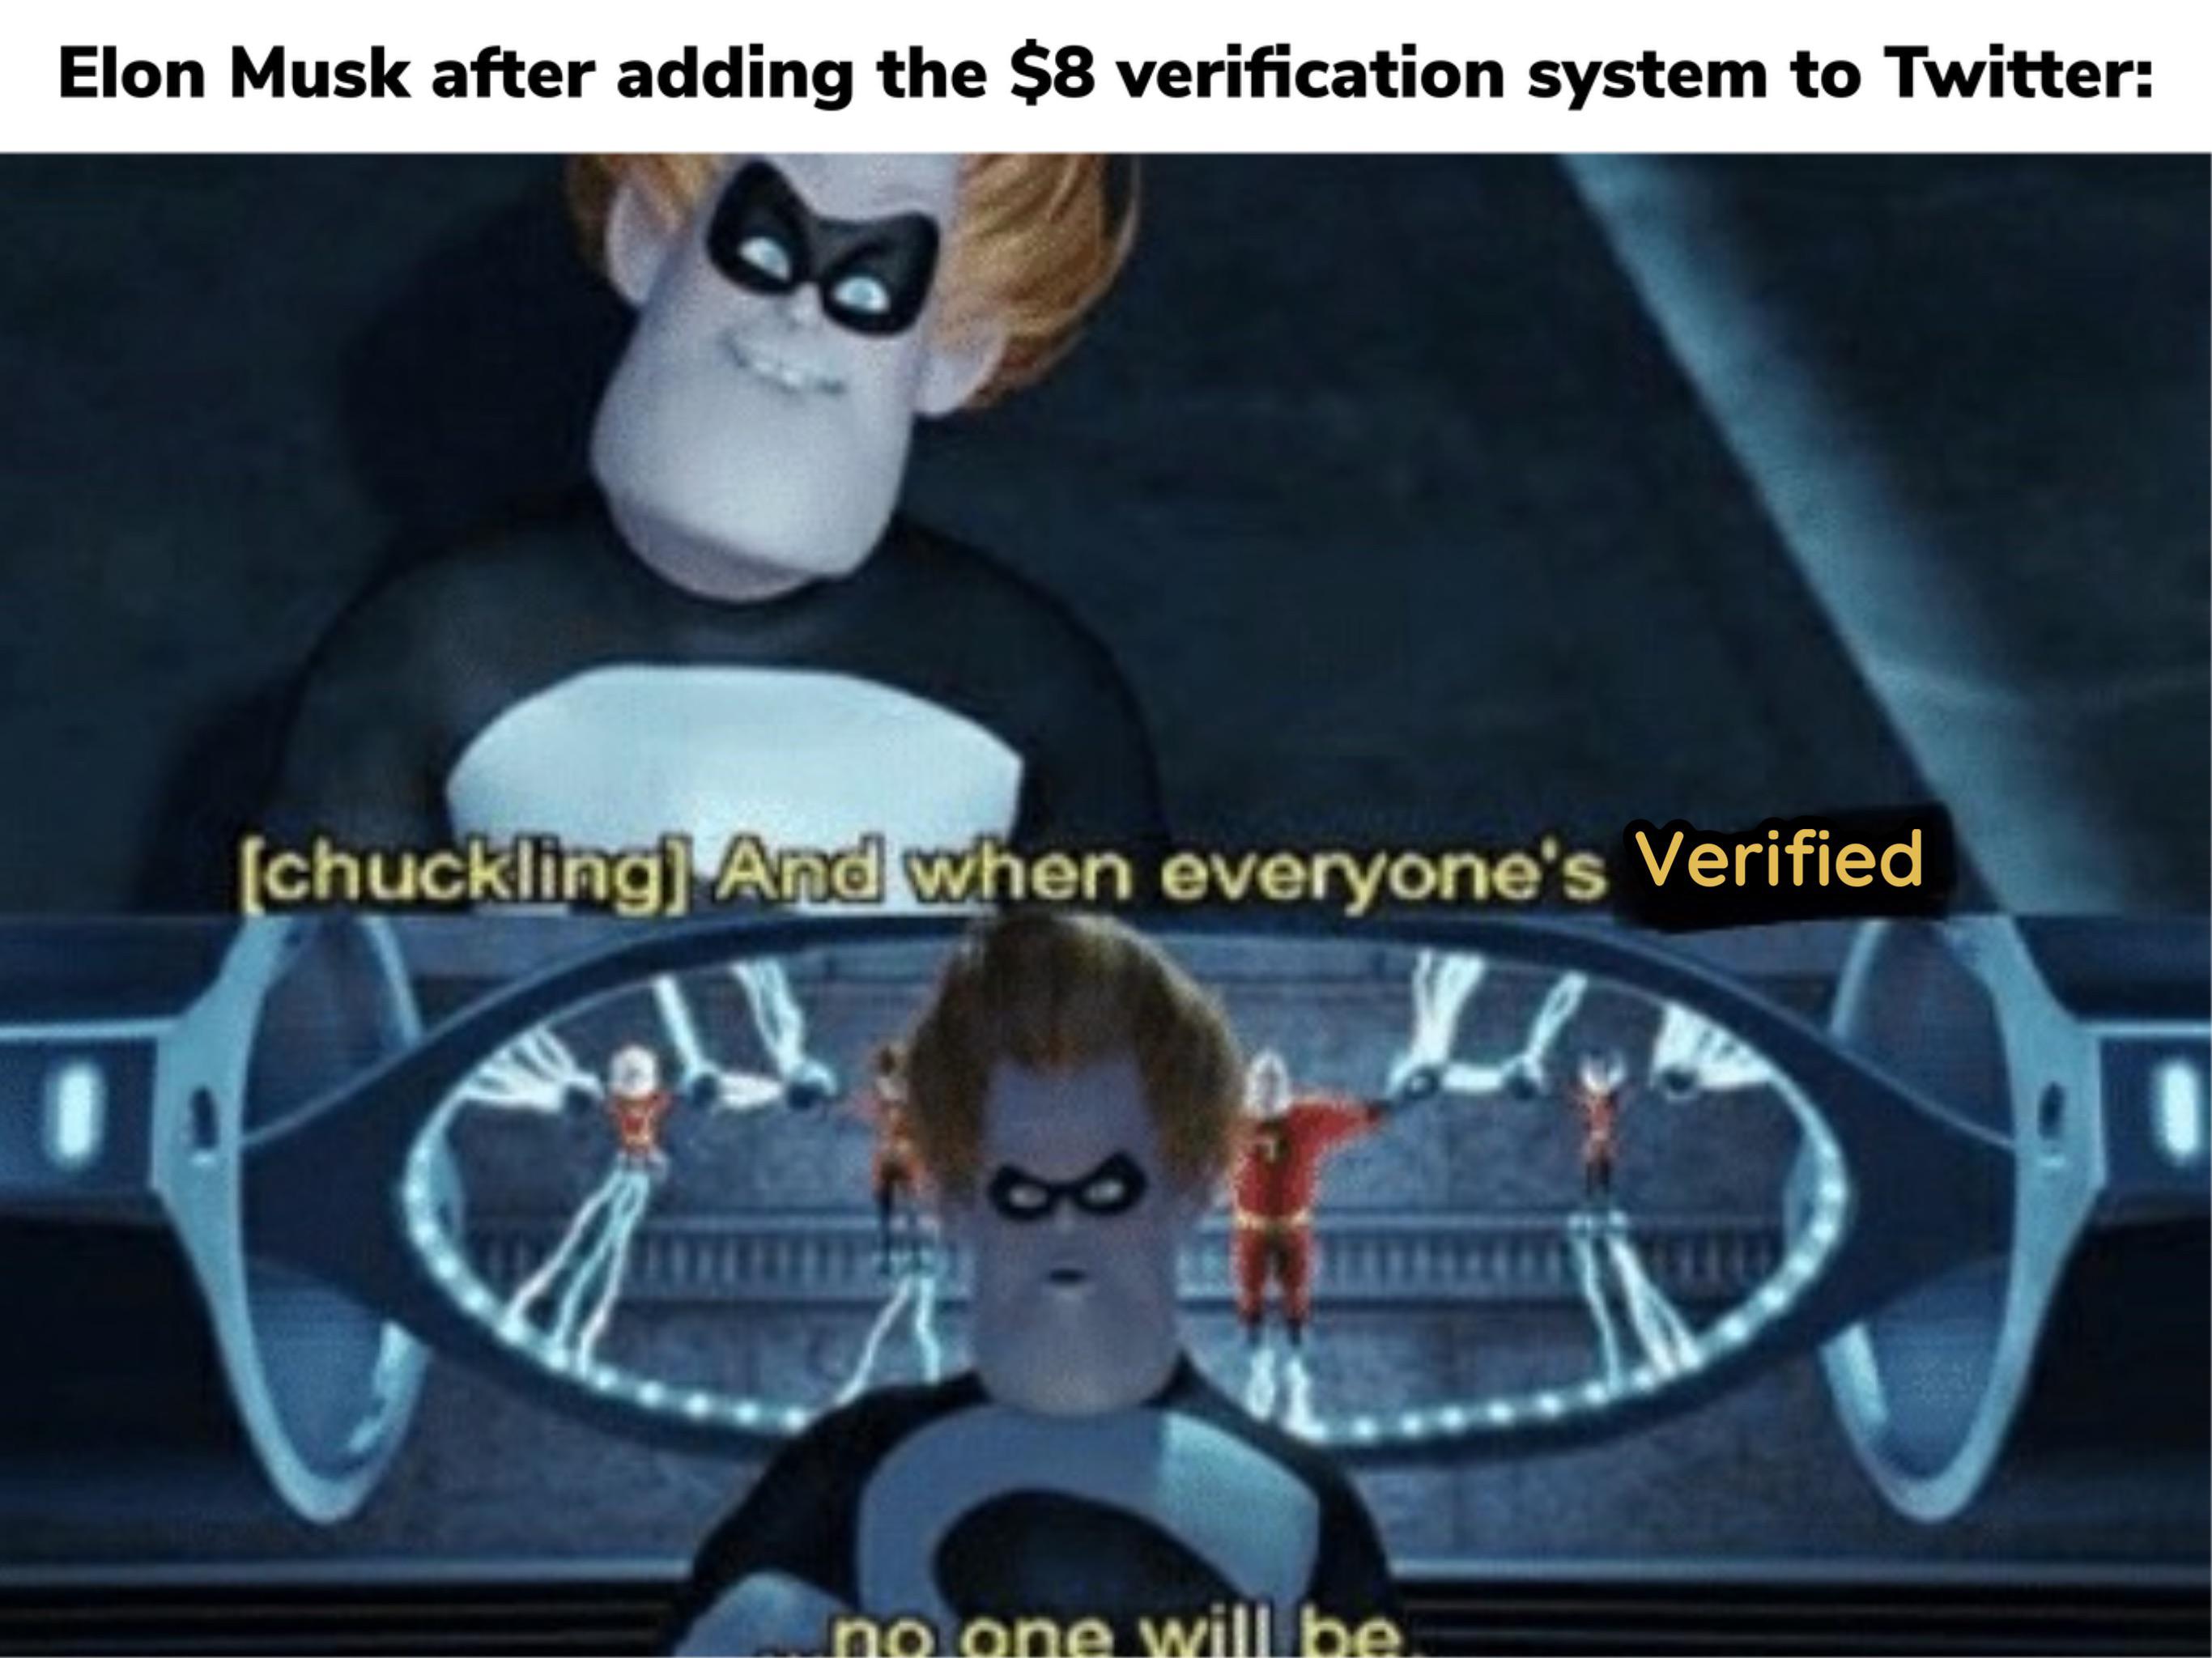 Elon Musk after adding the $8 verification system to Twitter:
[chuckling] And when everyone's Verified
...no one will be.